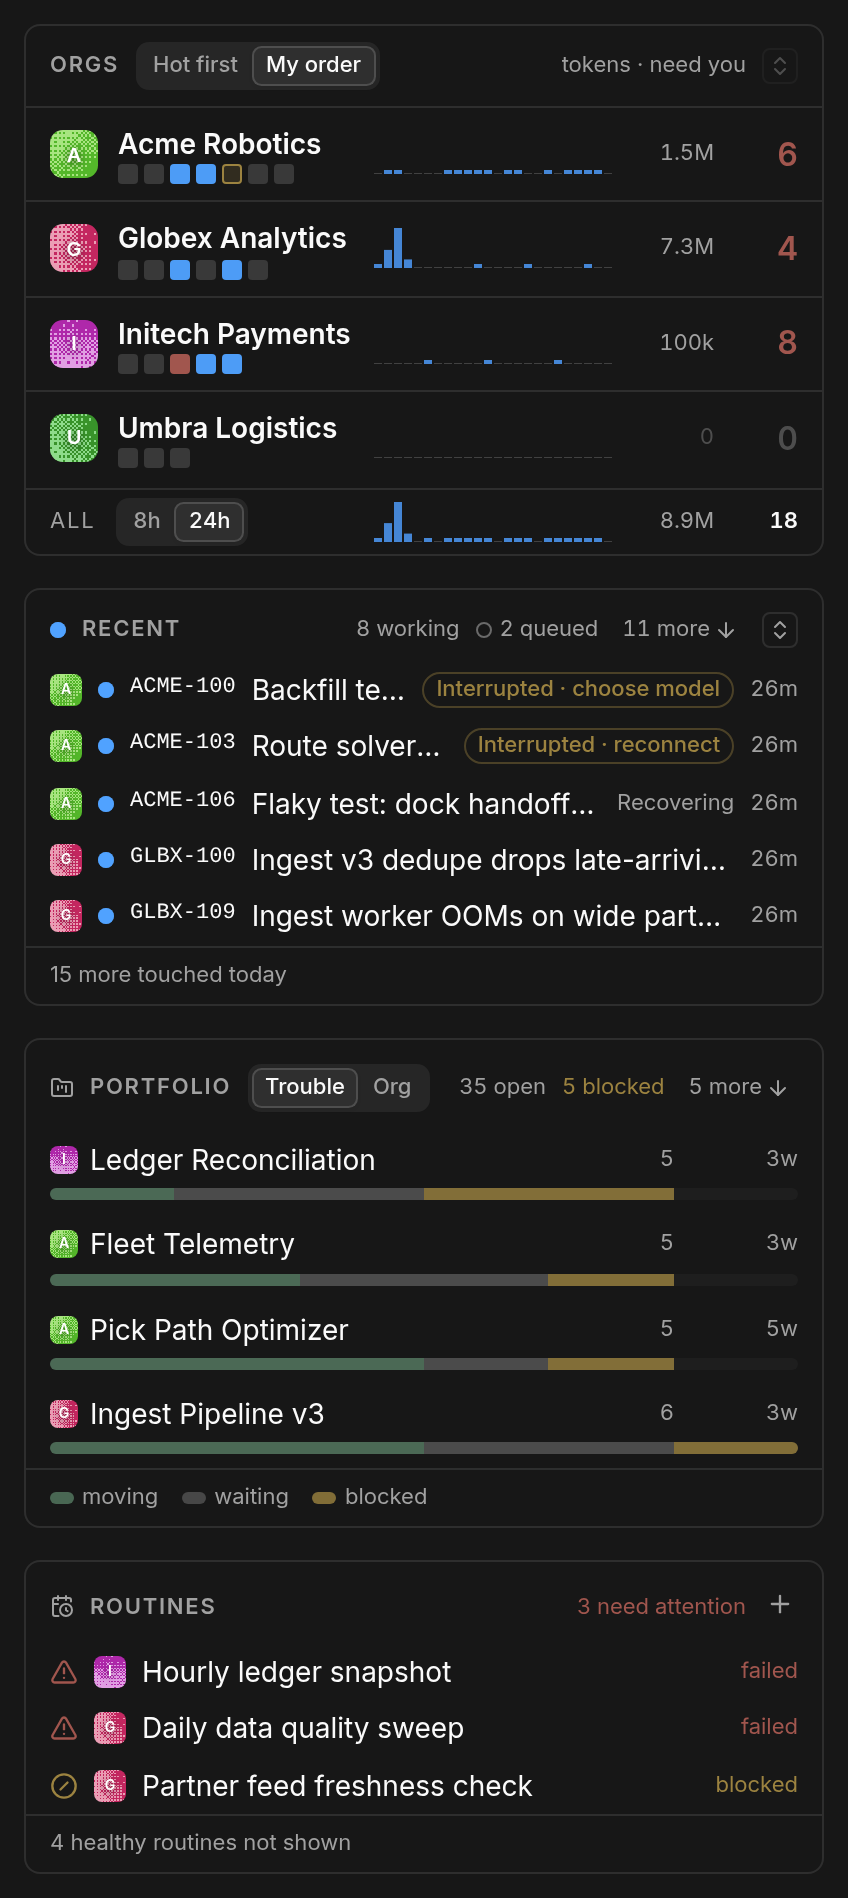 ORGS Hot first My order tokens · need you
A Acme Robotics 1.5M 6
G Globex Analytics 7.3M 4
I Initech Payments 100k 8
U Umbra Logistics 0 0
ALL 8h 24h 8.9M 18
RECENT 8 working 2 queued 11 more ↓
A ACME-100 Backfill te... Interrupted · choose model 26m
A ACME-103 Route solver... Interrupted · reconnect 26m
A ACME-106 Flaky test: dock handoff... Recovering 26m
G GLBX-100 Ingest v3 dedupe drops late-arrivi... 26m
G GLBX-109 Ingest worker OOMs on wide part... 26m
15 more touched today
PORTFOLIO Trouble Org 35 open 5 blocked 5 more ↓
I Ledger Reconciliation 5 3w
A Fleet Telemetry 5 3w
A Pick Path Optimizer 5 5w
G Ingest Pipeline v3 6 3w
moving waiting blocked
ROUTINES 3 need attention +
I Hourly ledger snapshot failed
G Daily data quality sweep failed
G Partner feed freshness check blocked
4 healthy routines not shown